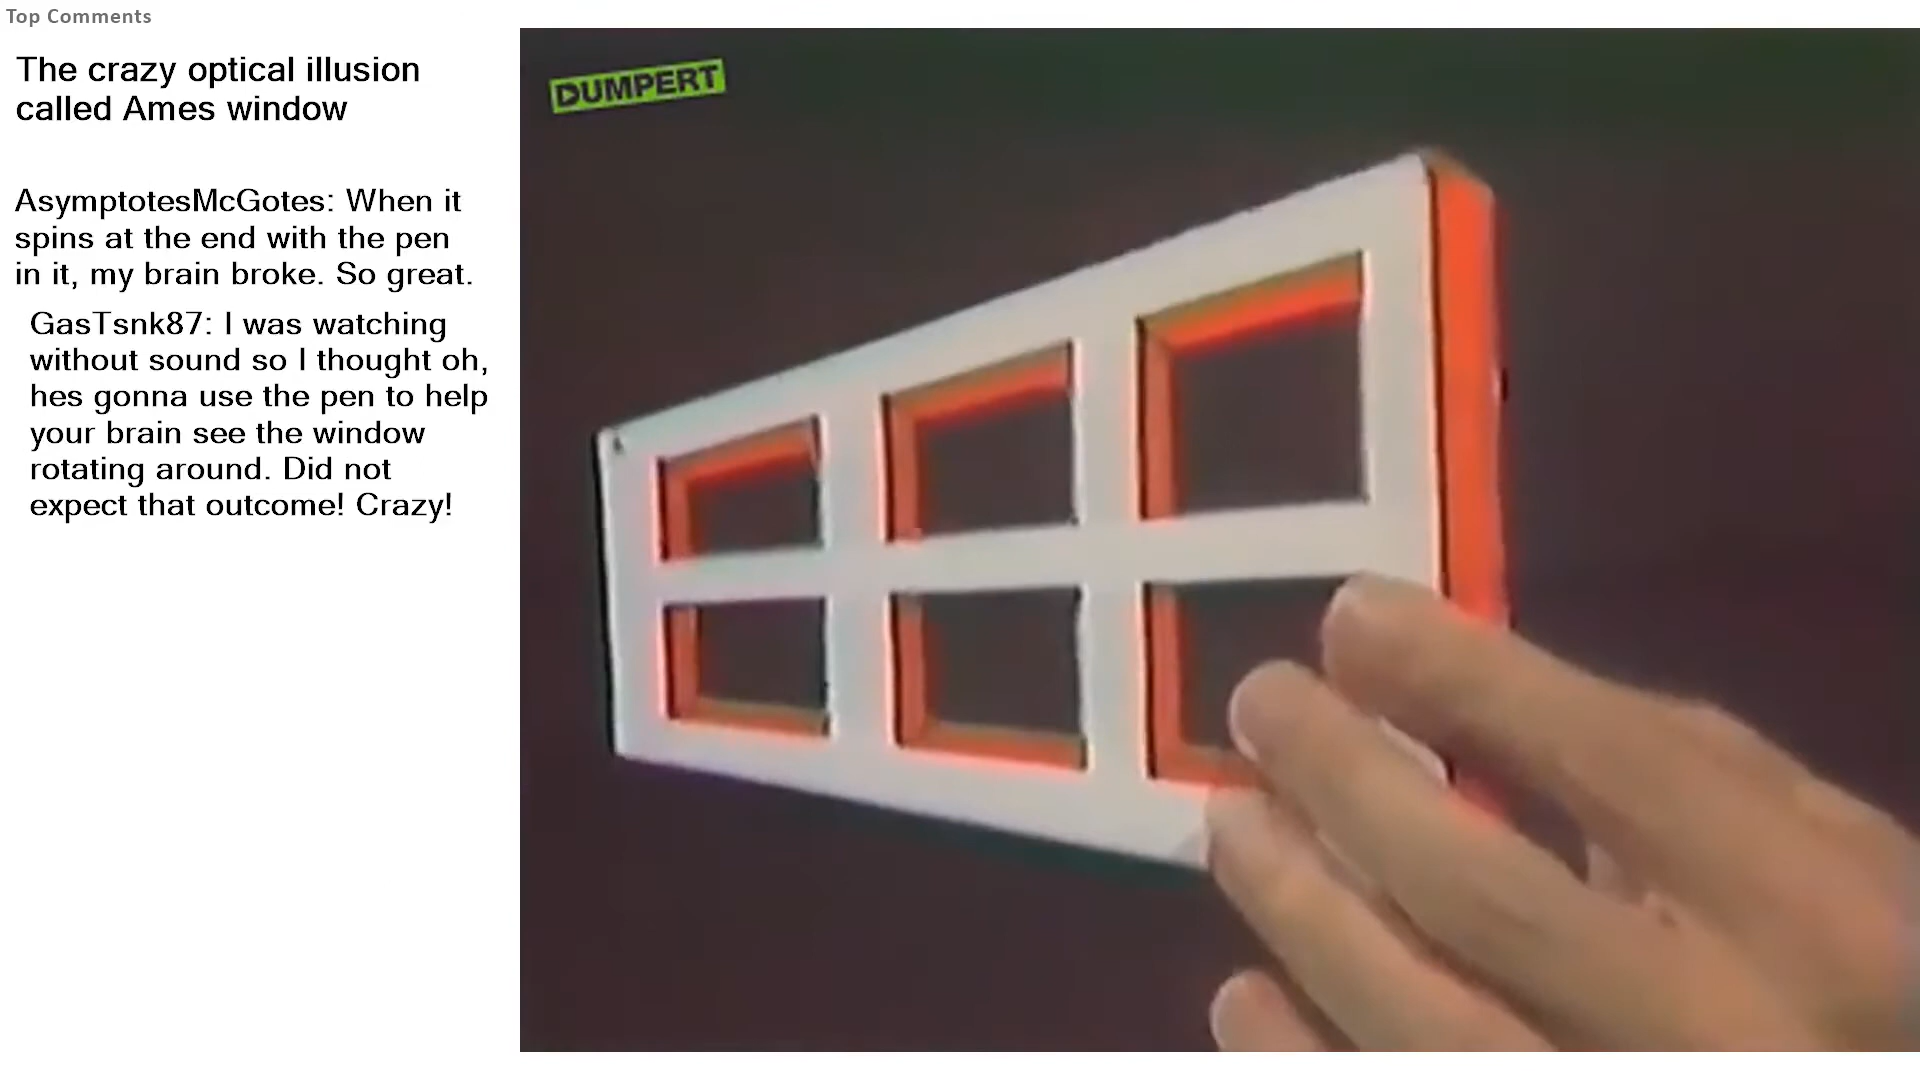 Top Comments
The crazy optical illusion
called Ames window
AsymptotesMcGotes: When it
spins at the end with the pen
in it, my brain broke. So great.
GasTsnk87: I was watching
without sound so I thought oh,
hes gonna use the pen to help
your brain see the window
rotating around. Did not
expect that outcome! Crazy!
DUMPERT